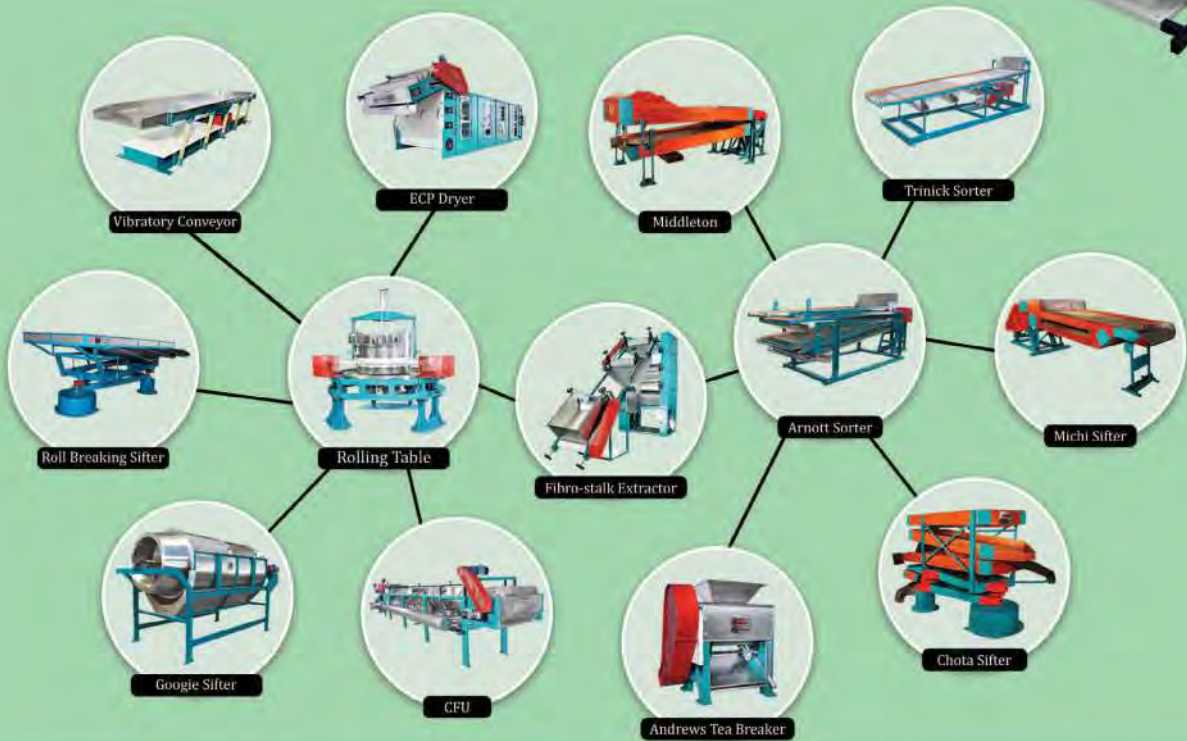 Vibratory Conveyor
ECP Dryer
Middleton
Trinick Sorter
Roll Breaking Sifter
Rolling Table
Fibro-stalk Extractor
Arnott Sorter
Michi Sifter
Googie Sifter
CFU
Andrews Tea Breaker
Chota Sifter